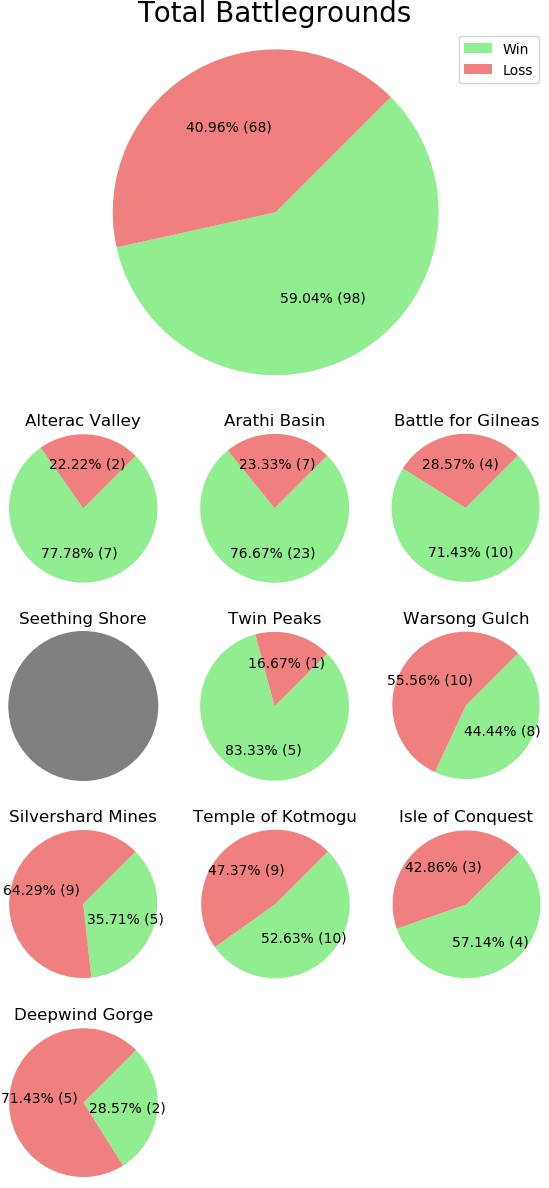 Total Battlegrounds
Win
Loss
40.96% (68)
59.04% (98)
Alterac Valley
Arathi Basin
Battle for Gilneas
22.22% (2)
23.33% (7)
28.57% (4)
77.78% (7)
76.67% (23)
71.43% (10)
Seething Shore
Twin Peaks
Warsong Gulch
16.67% (1)
55.56% (10)
44.44% (8)
83.33% (5)
Silvershard Mines
Temple of Kotmogu
Isle of Conquest
64.29% (9)
47.37% (9)
42.86% (3)
35.71% (5)
52.63% (10)
57.14% (4)
Deepwind Gorge
71.43% (5)
28.57% (2)